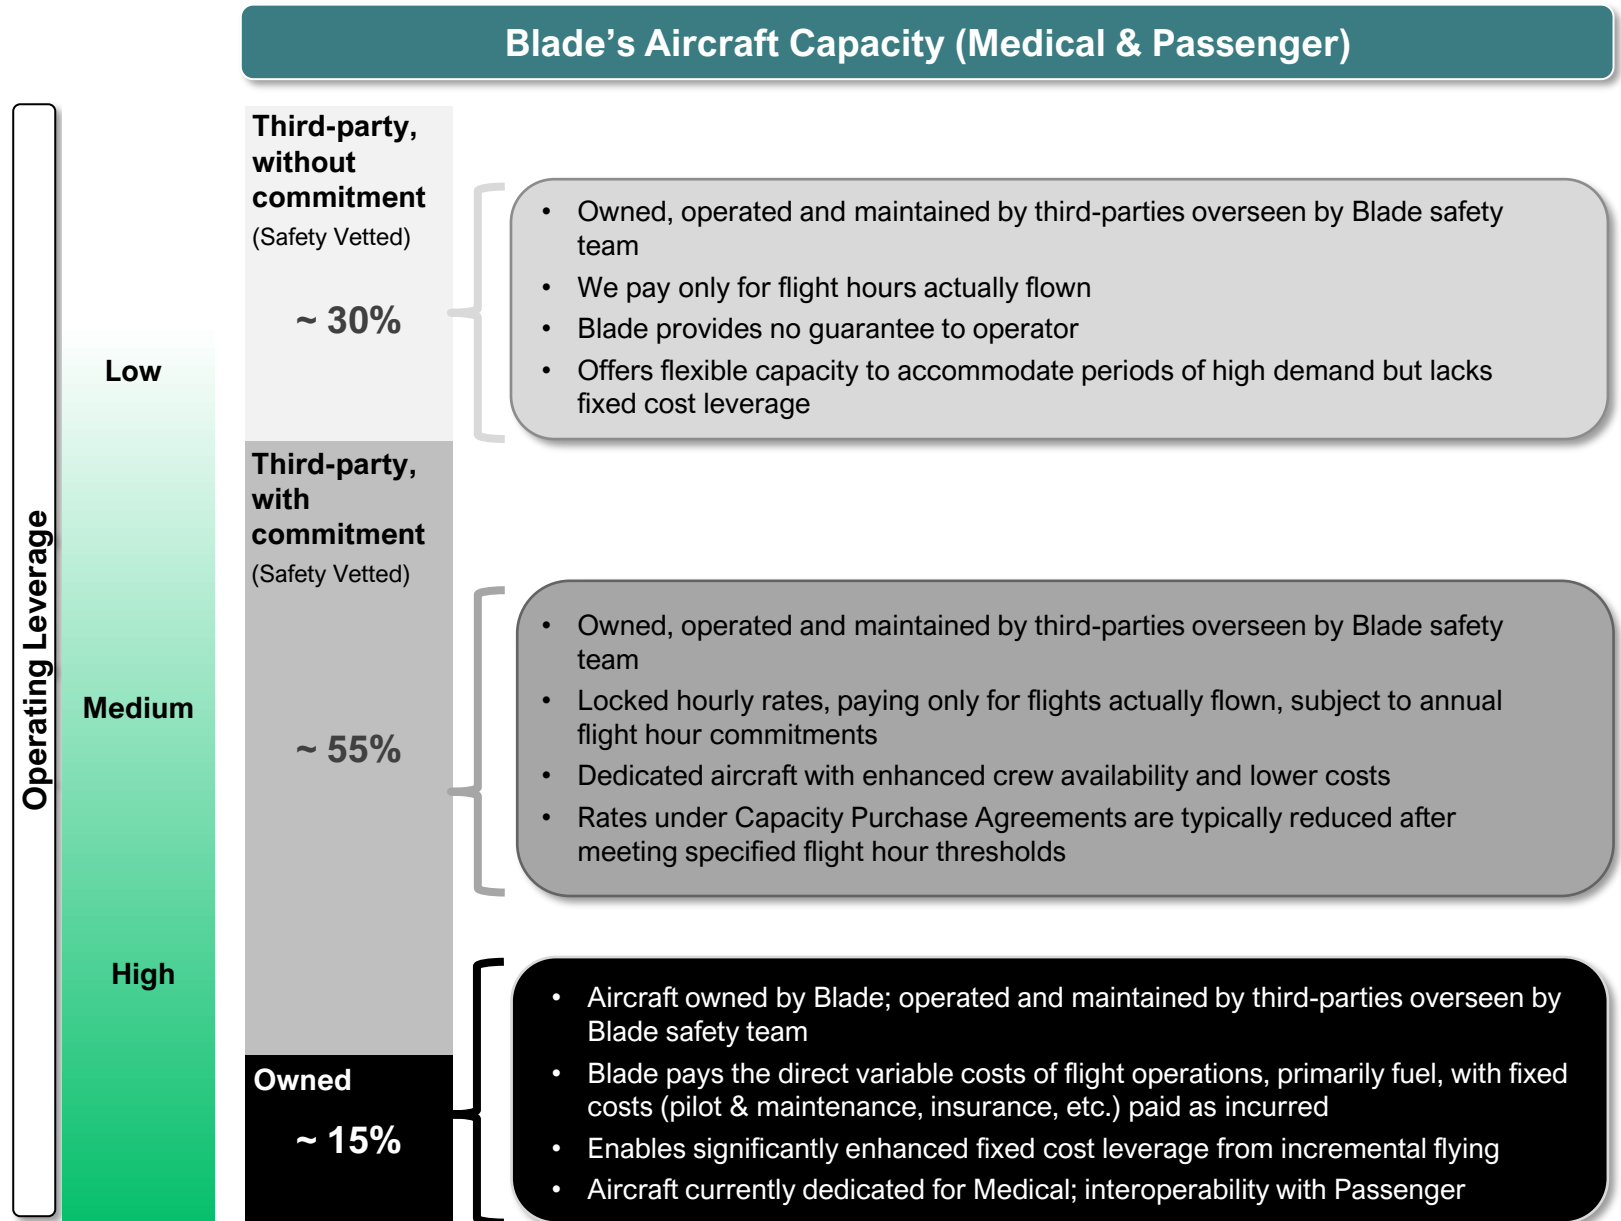 Blade’s Aircraft Capacity (Medical & Passenger)
Operating Leverage
Low
Medium
High
Third-party,
without
commitment
(Safety Vetted)
~ 30%
• Owned, operated and maintained by third-parties overseen by Blade safety
team
• We pay only for flight hours actually flown
• Blade provides no guarantee to operator
• Offers flexible capacity to accommodate periods of high demand but lacks
fixed cost leverage
Third-party,
with
commitment
(Safety Vetted)
~ 55%
• Owned, operated and maintained by third-parties overseen by Blade safety
team
• Locked hourly rates, paying only for flights actually flown, subject to annual
flight hour commitments
• Dedicated aircraft with enhanced crew availability and lower costs
• Rates under Capacity Purchase Agreements are typically reduced after
meeting specified flight hour thresholds
Owned
~ 15%
• Aircraft owned by Blade; operated and maintained by third-parties overseen by
Blade safety team
• Blade pays the direct variable costs of flight operations, primarily fuel, with fixed
costs (pilot & maintenance, insurance, etc.) paid as incurred
• Enables significantly enhanced fixed cost leverage from incremental flying
• Aircraft currently dedicated for Medical; interoperability with Passenger